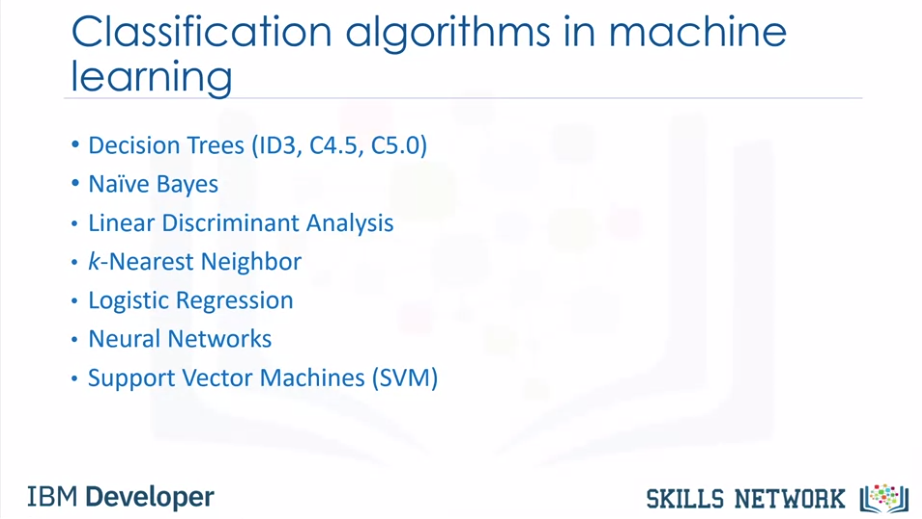 Classification algorithms in machine
learning
• Decision Trees (ID3, C4.5, C5.0)
• Naïve Bayes
• Linear Discriminant Analysis
• k-Nearest Neighbor
• Logistic Regression
• Neural Networks
• Support Vector Machines (SVM)
IBM Developer
SKILLS NETWORK